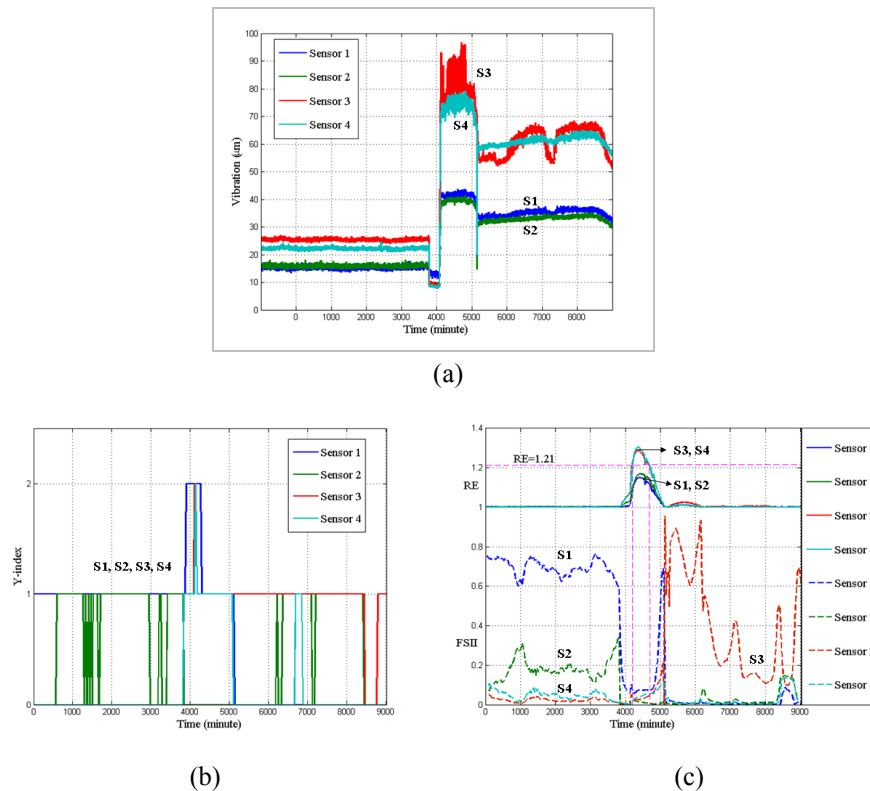 100
90
80
70
60
50
40
30
20
10
0
Vibration (μm)
Sensor 1
Sensor 2
Sensor 3
Sensor 4
S3
S4
S1
S2
0 1000 2000 3000 4000 5000 6000 7000 8000
Time (minute)
(a)
2
1
0
Y-index
S1, S2, S3, S4
Sensor 1
Sensor 2
Sensor 3
Sensor 4
0 1000 2000 3000 4000 5000 6000 7000 8000 9000
Time (minute)
(b)
1.4
1.2
1
0.8
0.6
0.4
0.2
0
RE
FSII
RE=1.21
S3, S4
S1, S2
S1
S2
S4
S3
Sensor
Sensor
Sensor
Sensor
Sensor
Sensor
Sensor
Sensor
0 1000 2000 3000 4000 5000 6000 7000 8000 9000
Time (minute)
(c)